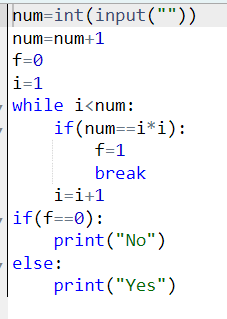 num=int(input(""))
num=num+1
f=0
i=1
while i<num:
    if(num==i*i):
        f=1
        break
    i=i+1
if(f==0):
    print("No")
else:
    print("Yes")